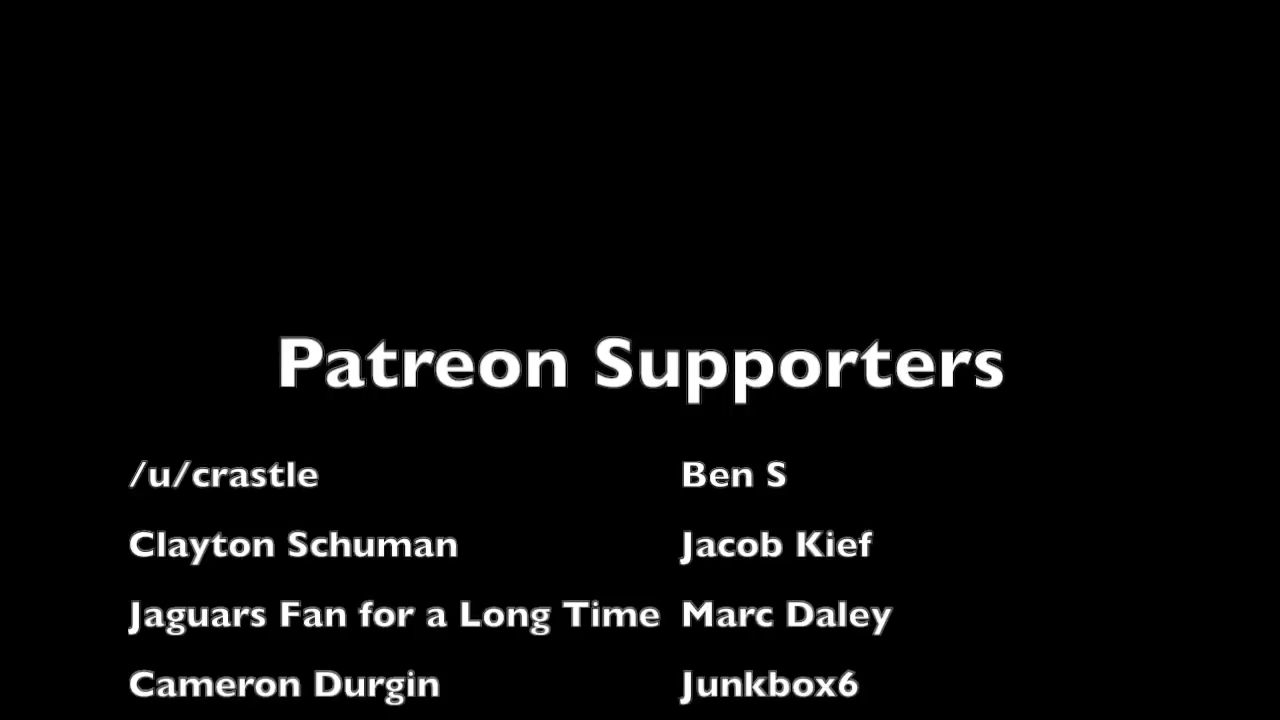 Patreon Supporters
/u/crastle Ben S
Clayton Schuman Jacob Kief
Jaguars Fan for a Long Time Marc Daley
Cameron Durgin Junkbox6